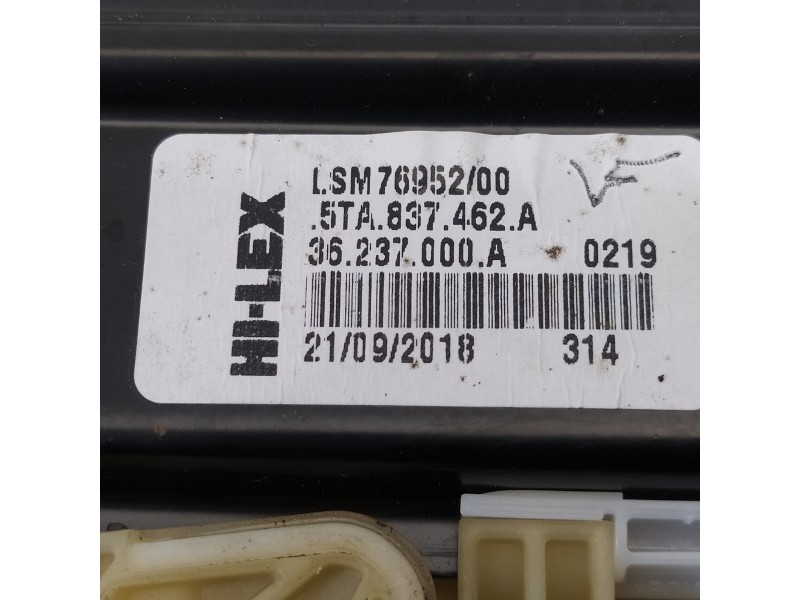 HI-LEX
LSM76952/00
.5TA.837.462.A
36.237.000.A 0219
21/09/2018 314